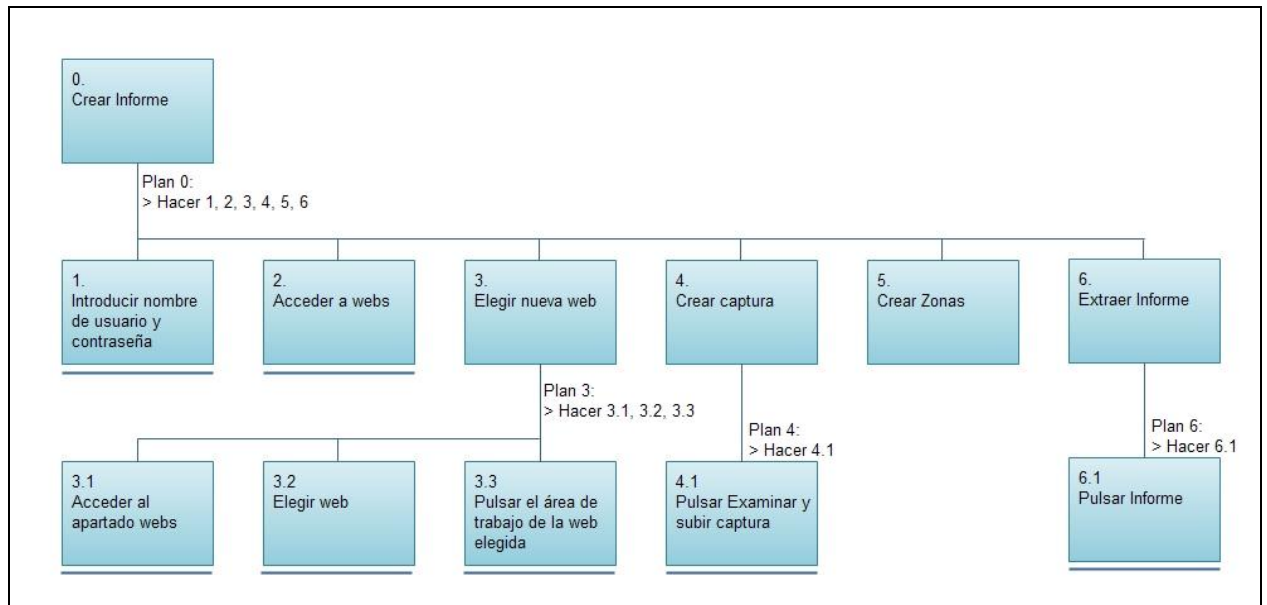 0.
Crear Informe
Plan 0:
> Hacer 1, 2, 3, 4, 5, 6
1.
Introducir nombre
de usuario y
contraseña
2.
Acceder a webs
3.
Elegir nueva web
4.
Crear captura
5.
Crear Zonas
6.
Extraer Informe
Plan 3:
> Hacer 3.1, 3.2, 3.3
Plan 4:
> Hacer 4.1
Plan 6:
> Hacer 6.1
3.1
Acceder al
apartado webs
3.2
Elegir web
3.3
Pulsar el área de
trabajo de la web
elegida
4.1
Pulsar Examinar y
subir captura
6.1
Pulsar Informe